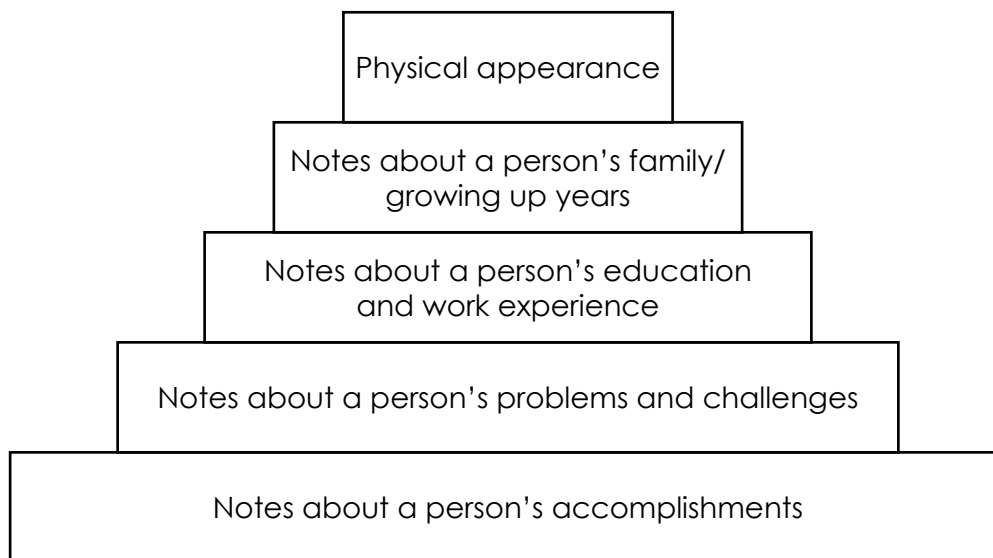 Physical appearance
Notes about a person’s family/
growing up years
Notes about a person’s education
and work experience
Notes about a person’s problems and challenges
Notes about a person’s accomplishments